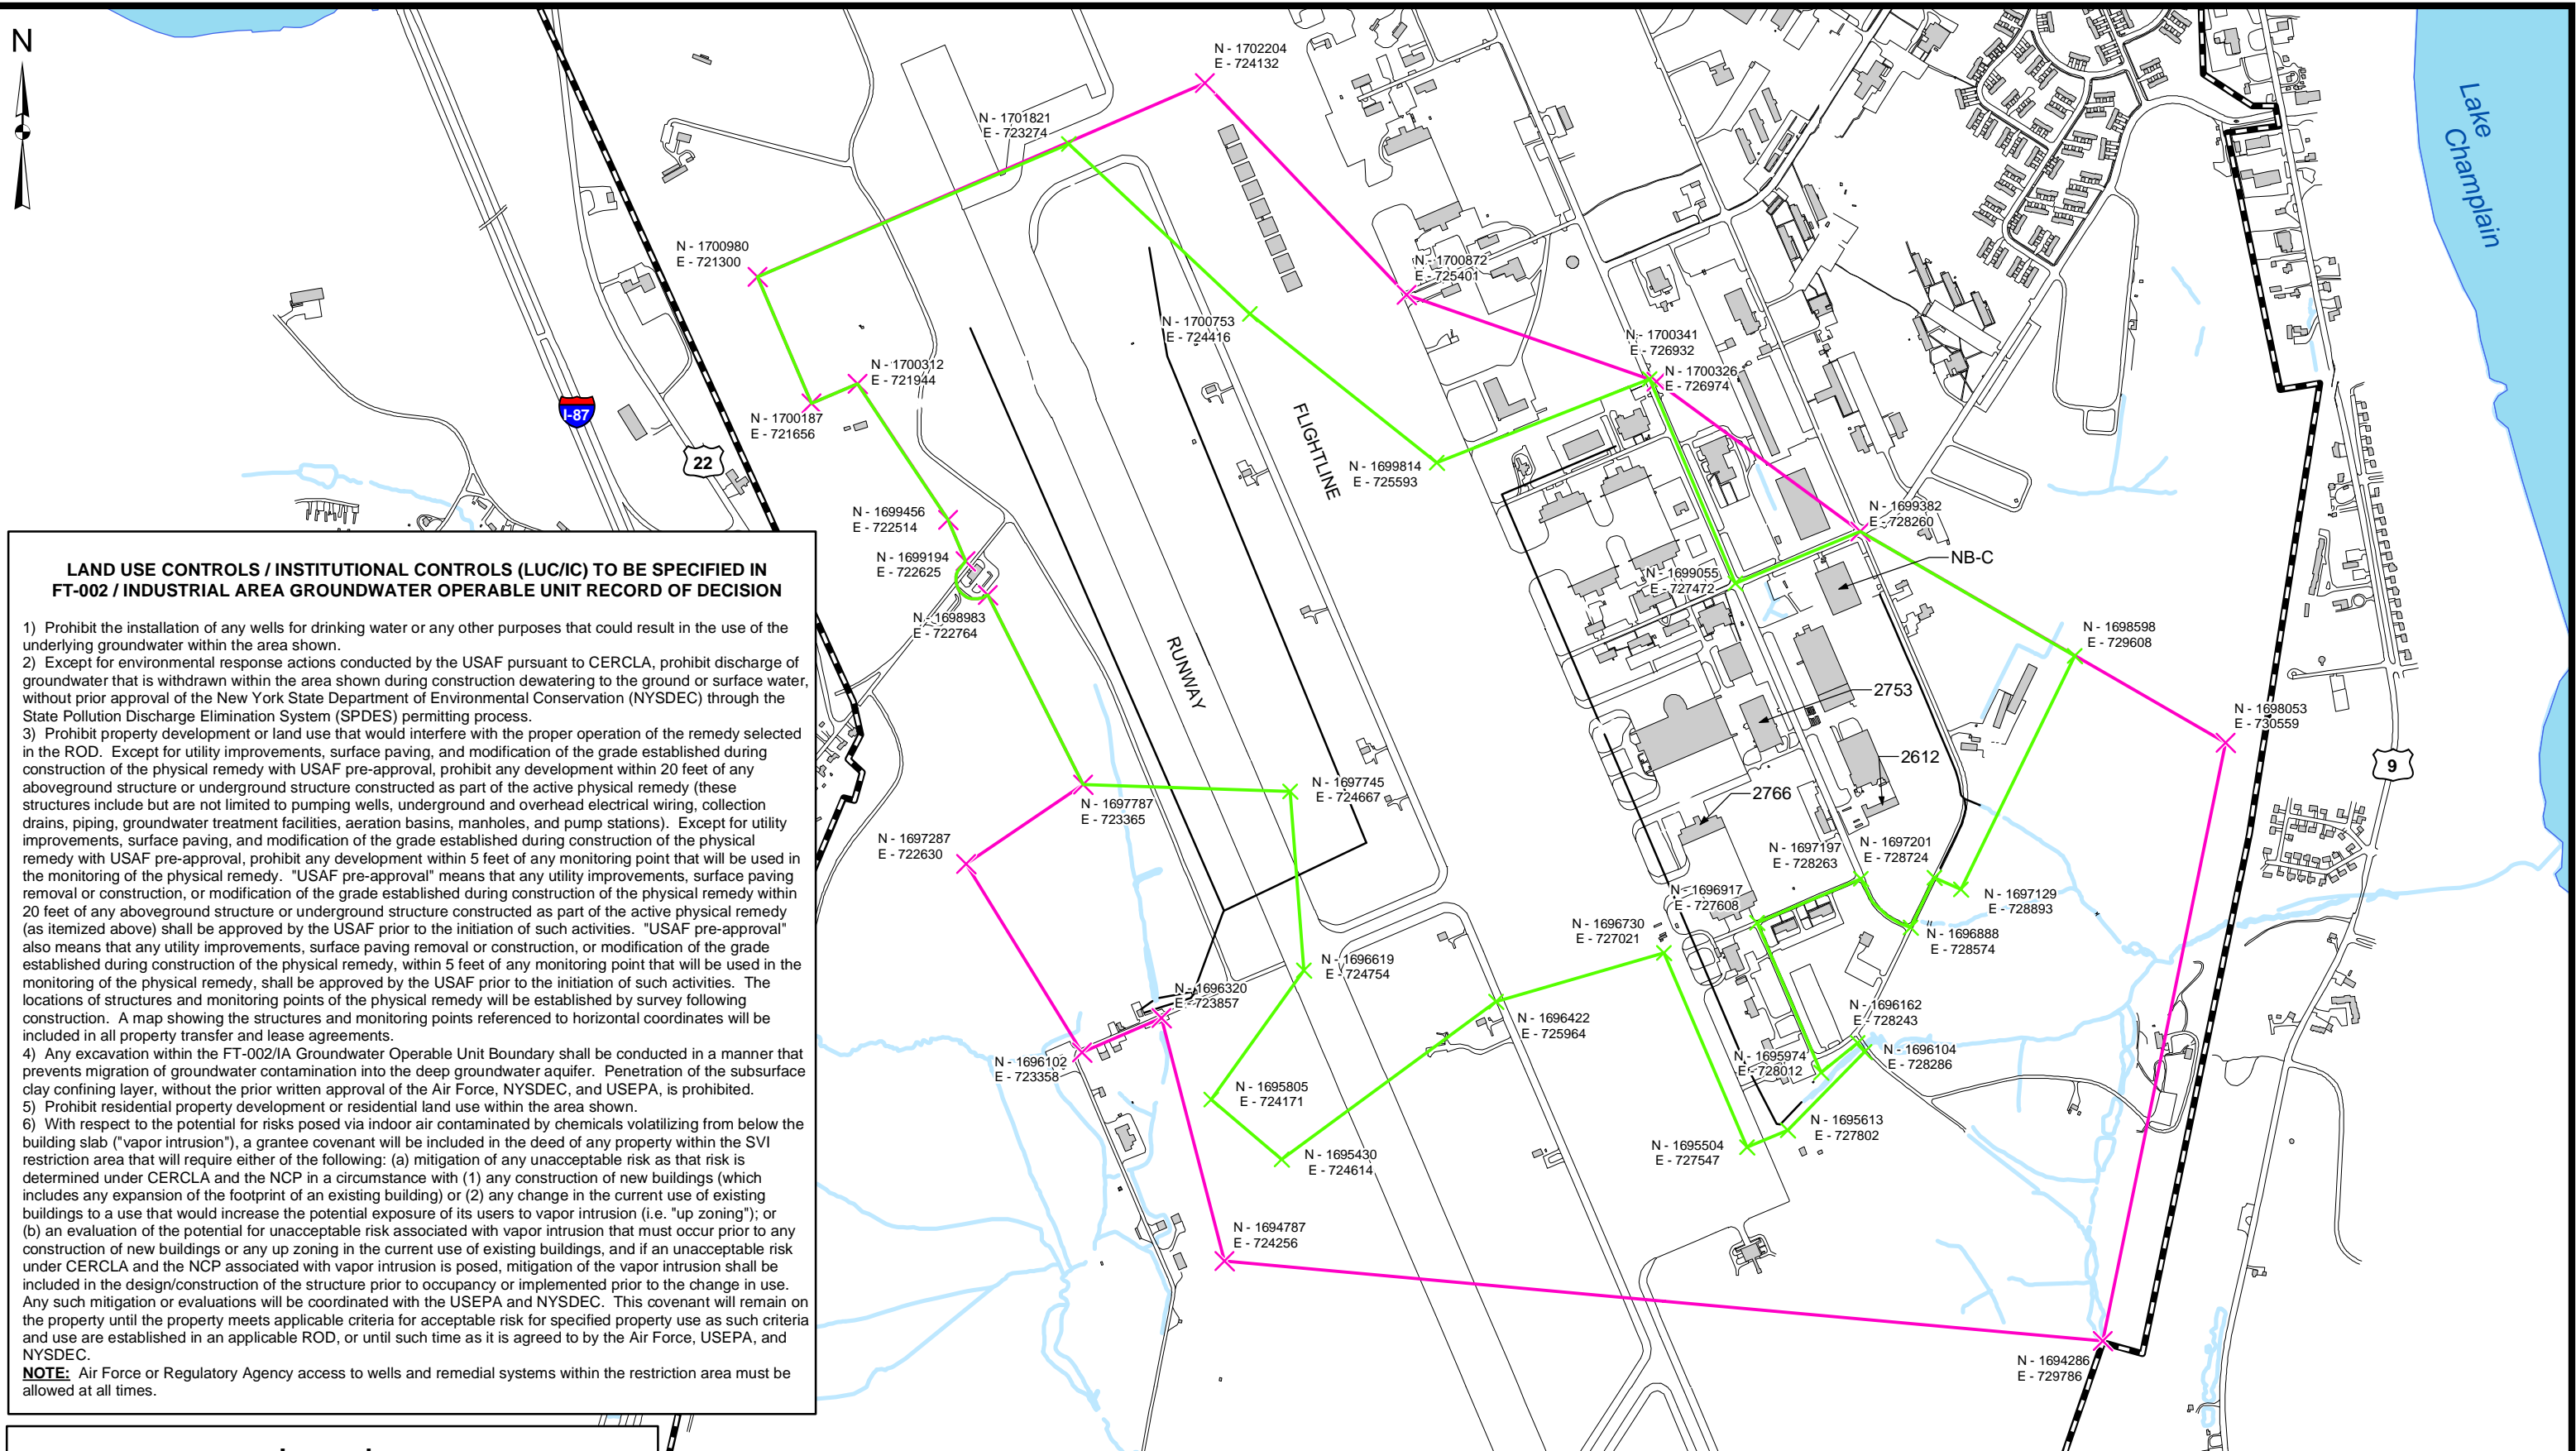 N
N - 1702204
E - 724132
N - 1701821
E - 723274
Lake
Champlain
N - 1700980
E - 721300
N - 1700872
E - 725401
N - 1700753
E - 724416
N - 1700341
E - 726932
N - 1700312
E - 721944
N - 1700326
E - 726974
I-87
N - 1700187
E - 721656
FLIGHTLINE
22
N - 1699814
E - 725593
N - 1699456
E - 722514
N - 1699382
E - 728260
N - 1699194
E - 722625
NB-C
N - 1699055
E - 727472
N - 1698983
E - 722764
N - 1698598
E - 729608
RUNWAY
2753
N - 1698053
E - 730559
2612
9
N - 1697745
E - 724667
2766
N - 1697787
E - 723365
N - 1697287
E - 722630
N - 1697197
E - 728263
N - 1697201
E - 728724
N - 1696917
E - 727608
N - 1697129
E - 728893
N - 1696730
E - 727021
N - 1696888
E - 728574
N - 1696619
E - 724754
N - 1696320
E - 723857
N - 1696422
E - 725964
N - 1696162
E - 728243
N - 1696102
E - 723358
N - 1695974
E - 728012
N - 1696104
E - 728286
N - 1695805
E - 724171
N - 1695613
E - 727802
N - 1695504
E - 727547
N - 1695430
E - 724614
N - 1694787
E - 724256
N - 1694286
E - 729786
LAND USE CONTROLS / INSTITUTIONAL CONTROLS (LUC/IC) TO BE SPECIFIED IN
FT-002 / INDUSTRIAL AREA GROUNDWATER OPERABLE UNIT RECORD OF DECISION
1) Prohibit the installation of any wells for drinking water or any other purposes that could result in the use of the
underlying groundwater within the area shown.
2) Except for environmental response actions conducted by the USAF pursuant to CERCLA, prohibit discharge of
groundwater that is withdrawn within the area shown during construction dewatering to the ground or surface water,
without prior approval of the New York State Department of Environmental Conservation (NYSDEC) through the
State Pollution Discharge Elimination System (SPDES) permitting process.
3) Prohibit property development or land use that would interfere with the proper operation of the remedy selected
in the ROD. Except for utility improvements, surface paving, and modification of the grade established during
construction of the physical remedy with USAF pre-approval, prohibit any development within 20 feet of any
aboveground structure or underground structure constructed as part of the active physical remedy (these
structures include but are not limited to pumping wells, underground and overhead electrical wiring, collection
drains, piping, groundwater treatment facilities, aeration basins, manholes, and pump stations). Except for utility
improvements, surface paving, and modification of the grade established during construction of the physical
remedy with USAF pre-approval, prohibit any development within 5 feet of any monitoring point that will be used in
the monitoring of the physical remedy. "USAF pre-approval" means that any utility improvements, surface paving
removal or construction, or modification of the grade established during construction of the physical remedy within
20 feet of any aboveground structure or underground structure constructed as part of the active physical remedy
(as itemized above) shall be approved by the USAF prior to the initiation of such activities. "USAF pre-approval"
also means that any utility improvements, surface paving removal or construction, or modification of the grade
established during construction of the physical remedy, within 5 feet of any monitoring point that will be used in the
monitoring of the physical remedy, shall be approved by the USAF prior to the initiation of such activities. The
locations of structures and monitoring points of the physical remedy will be established by survey following
construction. A map showing the structures and monitoring points referenced to horizontal coordinates will be
included in all property transfer and lease agreements.
4) Any excavation within the FT-002/IA Groundwater Operable Unit Boundary shall be conducted in a manner that
prevents migration of groundwater contamination into the deep groundwater aquifer. Penetration of the subsurface
clay confining layer, without the prior written approval of the Air Force, NYSDEC, and USEPA, is prohibited.
5) Prohibit residential property development or residential land use within the area shown.
6) With respect to the potential for risks posed via indoor air contaminated by chemicals volatilizing from below the
building slab ("vapor intrusion"), a grantee covenant will be included in the deed of any property within the SVI
restriction area that will require either of the following: (a) mitigation of any unacceptable risk as that risk is
determined under CERCLA and the NCP in a circumstance with (1) any construction of new buildings (which
includes any expansion of the footprint of an existing building) or (2) any change in the current use of existing
buildings to a use that would increase the potential exposure of its users to vapor intrusion (i.e. "up zoning"); or
(b) an evaluation of the potential for unacceptable risk associated with vapor intrusion that must occur prior to any
construction of new buildings or any up zoning in the current use of existing buildings, and if an unacceptable risk
under CERCLA and the NCP associated with vapor intrusion is posed, mitigation of the vapor intrusion shall be
included in the design/construction of the structure prior to occupancy or implemented prior to the change in use.
Any such mitigation or evaluations will be coordinated with the USEPA and NYSDEC. This covenant will remain on
the property until the property meets applicable criteria for acceptable risk for specified property use as such criteria
and use are established in an applicable ROD, or until such time as it is agreed to by the Air Force, USEPA, and
NYSDEC.
NOTE: Air Force or Regulatory Agency access to wells and remedial systems within the restriction area must be
allowed at all times.